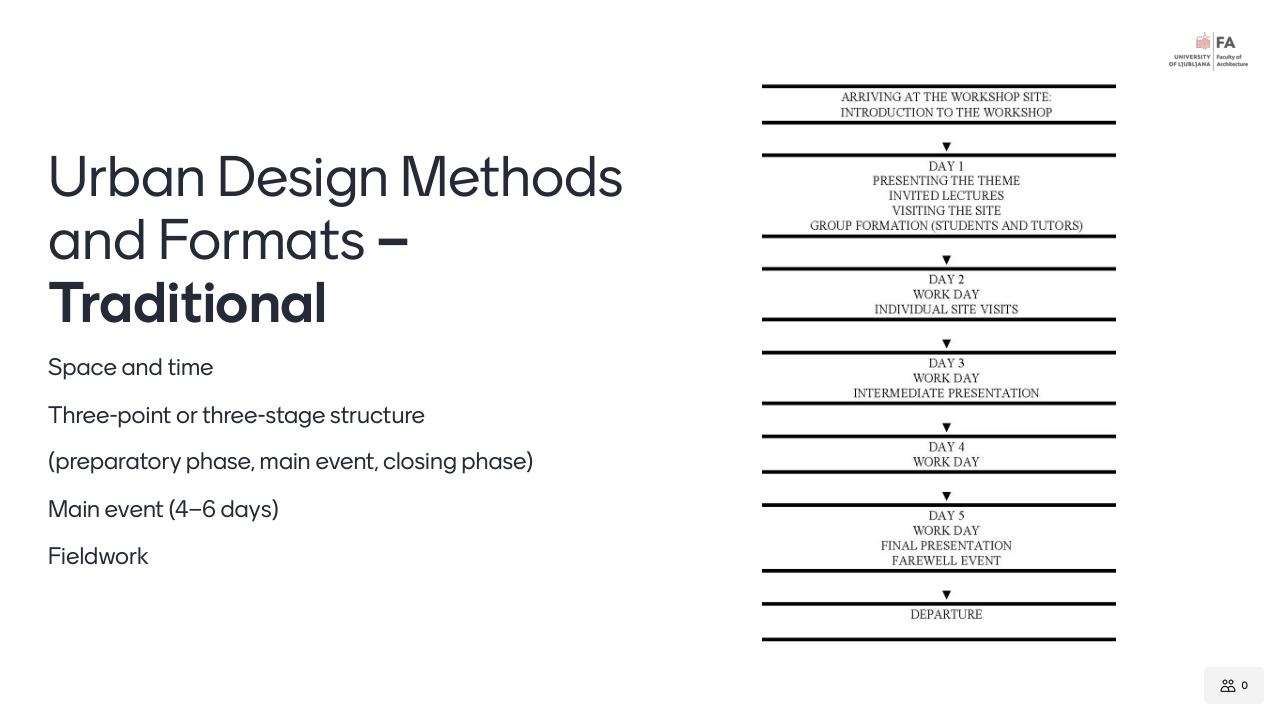 UNIVERSITY
OF LJUBLJANA
FA
Faculty of
Architecture
Urban Design Methods
and Formats –
Traditional
Space and time
Three-point or three-stage structure
(preparatory phase, main event, closing phase)
Main event (4–6 days)
Fieldwork
ARRIVING AT THE WORKSHOP SITE:
INTRODUCTION TO THE WORKSHOP
▼
DAY 1
PRESENTING THE THEME
INVITED LECTURES
VISITING THE SITE
GROUP FORMATION (STUDENTS AND TUTORS)
▼
DAY 2
WORK DAY
INDIVIDUAL SITE VISITS
▼
DAY 3
WORK DAY
INTERMEDIATE PRESENTATION
▼
DAY 4
WORK DAY
▼
DAY 5
WORK DAY
FINAL PRESENTATION
FAREWELL EVENT
▼
DEPARTURE
0